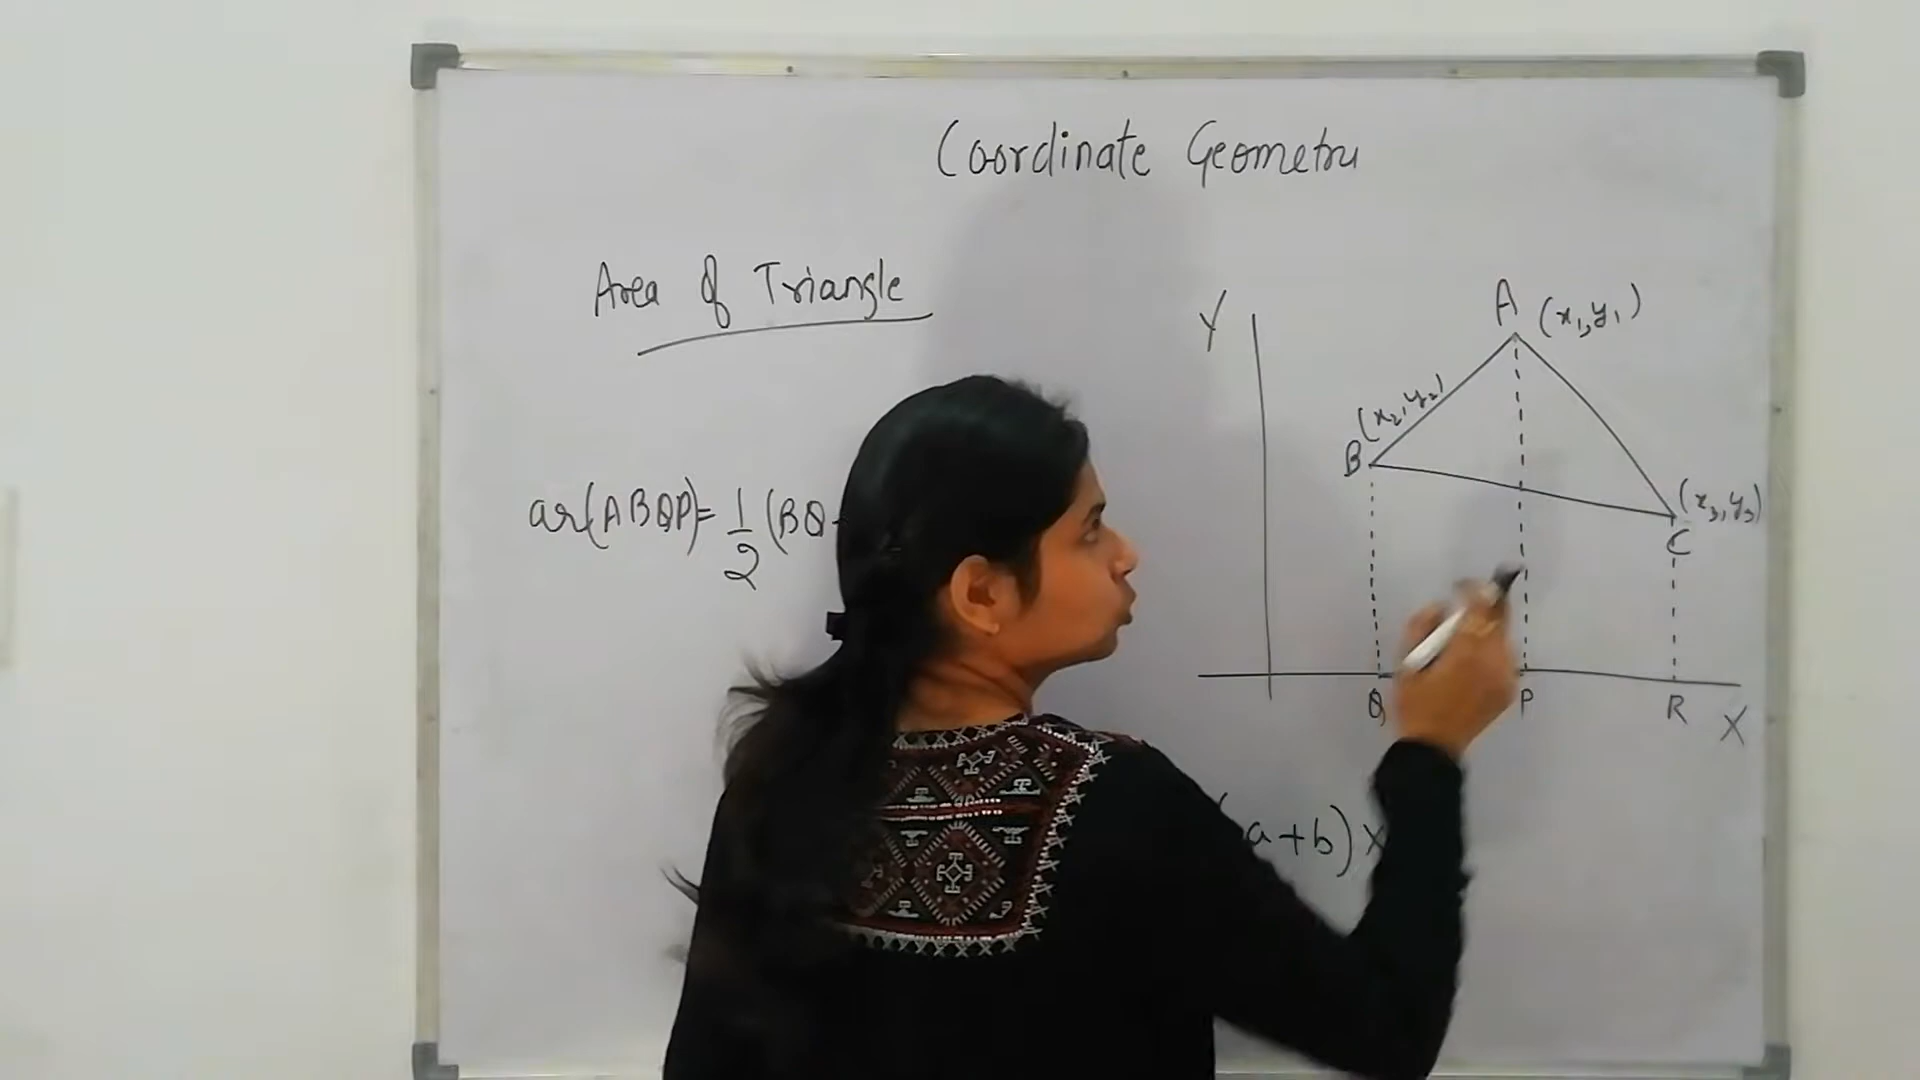 Coordinate Geometry
Area of Triangle
Y
A (x₁,y₁)
(x₂,y₂)
B
(x₃,y₃)
C
ar(ABQP)= 1/2 (BQ
Q P R X
a+b) x